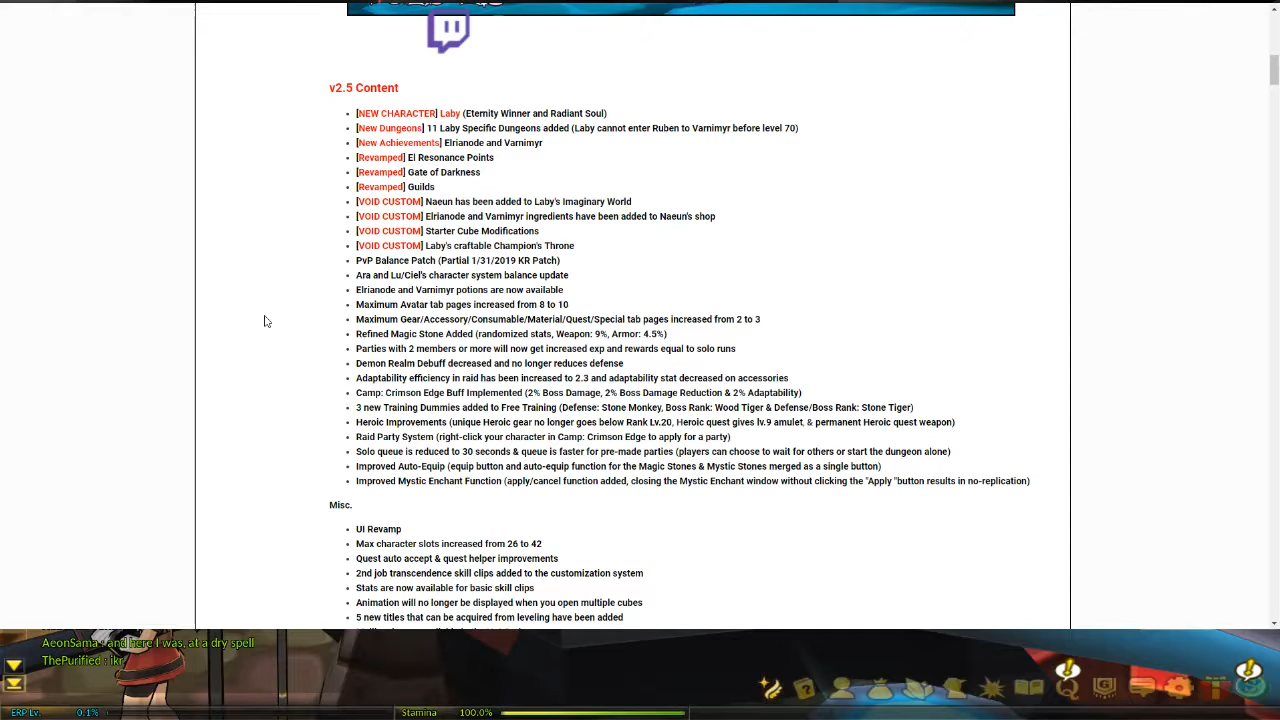 v2.5 Content
[NEW CHARACTER] Laby (Eternity Winner and Radiant Soul)
[New Dungeons] 11 Laby Specific Dungeons added (Laby cannot enter Ruben to Varnimyr before level 70)
[New Achievements] Elrianode and Varnimyr
[Revamped] El Resonance Points
[Revamped] Gate of Darkness
[Revamped] Guilds
[VOID CUSTOM] Naeun has been added to Laby's Imaginary World
[VOID CUSTOM] Elrianode and Varnimyr ingredients have been added to Naeun's shop
[VOID CUSTOM] Starter Cube Modifications
[VOID CUSTOM] Laby's craftable Champion's Throne
PvP Balance Patch (Partial 1/31/2019 KR Patch)
Ara and Lu/Ciel's character system balance update
Elrianode and Varnimyr potions are now available
Maximum Avatar tab pages increased from 8 to 10
Maximum Gear/Accessory/Consumable/Material/Quest/Special tab pages increased from 2 to 3
Refined Magic Stone Added (randomized stats, Weapon: 9%, Armor: 4.5%)
Parties with 2 members or more will now get increased exp and rewards equal to solo runs
Demon Realm Debuff decreased and no longer reduces defense
Adaptability efficiency in raid has been increased to 2.3 and adaptability stat decreased on accessories
Camp: Crimson Edge Buff Implemented (2% Boss Damage, 2% Boss Damage Reduction & 2% Adaptability)
3 new Training Dummies added to Free Training (Defense: Stone Monkey, Boss Rank: Wood Tiger & Defense/Boss Rank: Stone Tiger)
Heroic Improvements (unique Heroic gear no longer goes below Rank Lv.20, Heroic quest gives lv.9 amulet, & permanent Heroic quest weapon)
Raid Party System (right-click your character in Camp: Crimson Edge to apply for a party)
Solo queue is reduced to 30 seconds & queue is faster for pre-made parties (players can choose to wait for others or start the dungeon alone)
Improved Auto-Equip (equip button and auto-equip function for the Magic Stones & Mystic Stones merged as a single button)
Improved Mystic Enchant Function (apply/cancel function added, closing the Mystic Enchant window without clicking the "Apply "button results in no-replication)
Misc.
UI Revamp
Max character slots increased from 26 to 42
Quest auto accept & quest helper improvements
2nd job transcendence skill clips added to the customization system
Stats are now available for basic skill clips
Animation will no longer be displayed when you open multiple cubes
5 new titles that can be acquired from leveling have been added
AeonSama : and here I was, at a dry spell
ThePurified : ikr
ERP Lv. 0.1% Stamina 100.0%